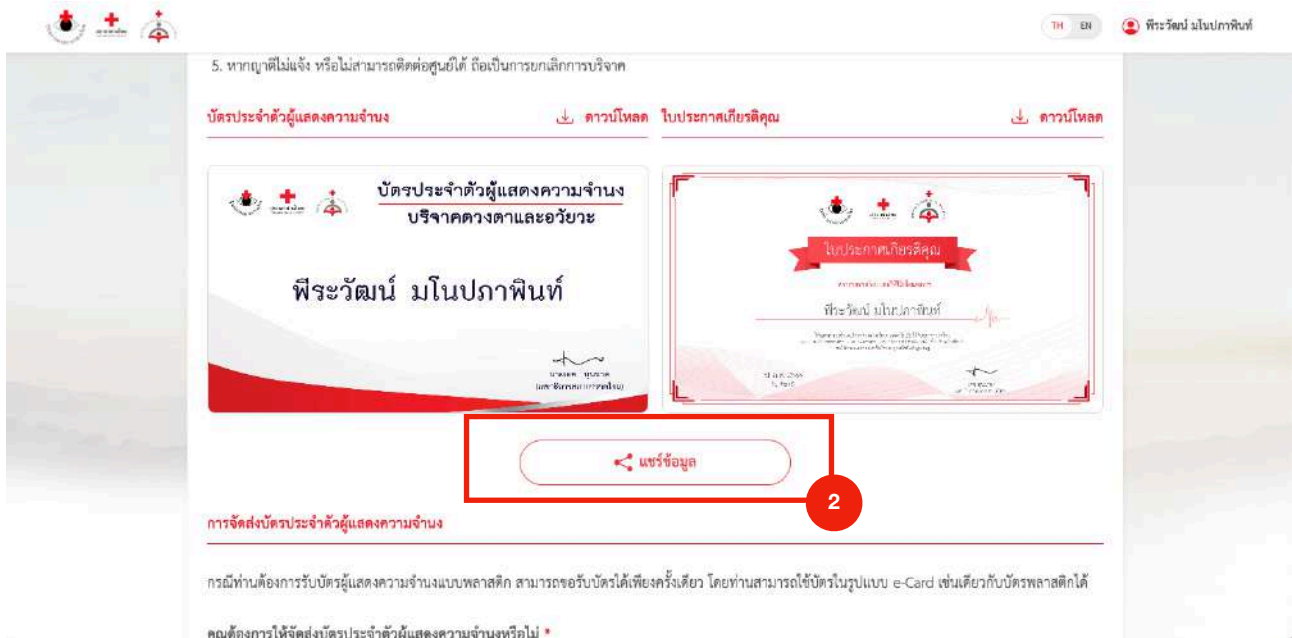 TH EN
พีระวัฒน์ มโนปภาพินท์
5. หากญาติไม่แจ้ง หรือไม่สามารถติดต่อศูนย์ได้ ถือเป็นการยกเลิกการบริจาค
บัตรประจำตัวผู้แสดงความจำนง
ดาวน์โหลด
ใบประกาศเกียรติคุณ
ดาวน์โหลด
บัตรประจำตัวผู้แสดงความจำนง
บริจาคดวงตาและอวัยวะ
พีระวัฒน์ มโนปภาพินท์
ใบประกาศเกียรติคุณ
พีระวัฒน์ มโนปภาพินท์
แชร์ข้อมูล
2
การจัดส่งบัตรประจำตัวผู้แสดงความจำนง
กรณีท่านต้องการรับบัตรผู้แสดงความจำนงแบบพลาสติก สามารถขอรับบัตรได้เพียงครั้งเดียว โดยท่านสามารถใช้บัตรในรูปแบบ e-Card เช่นเดียวกับบัตรพลาสติกได้
คุณต้องการให้จัดส่งบัตรประจำตัวผู้แสดงความจำนงหรือไม่ *